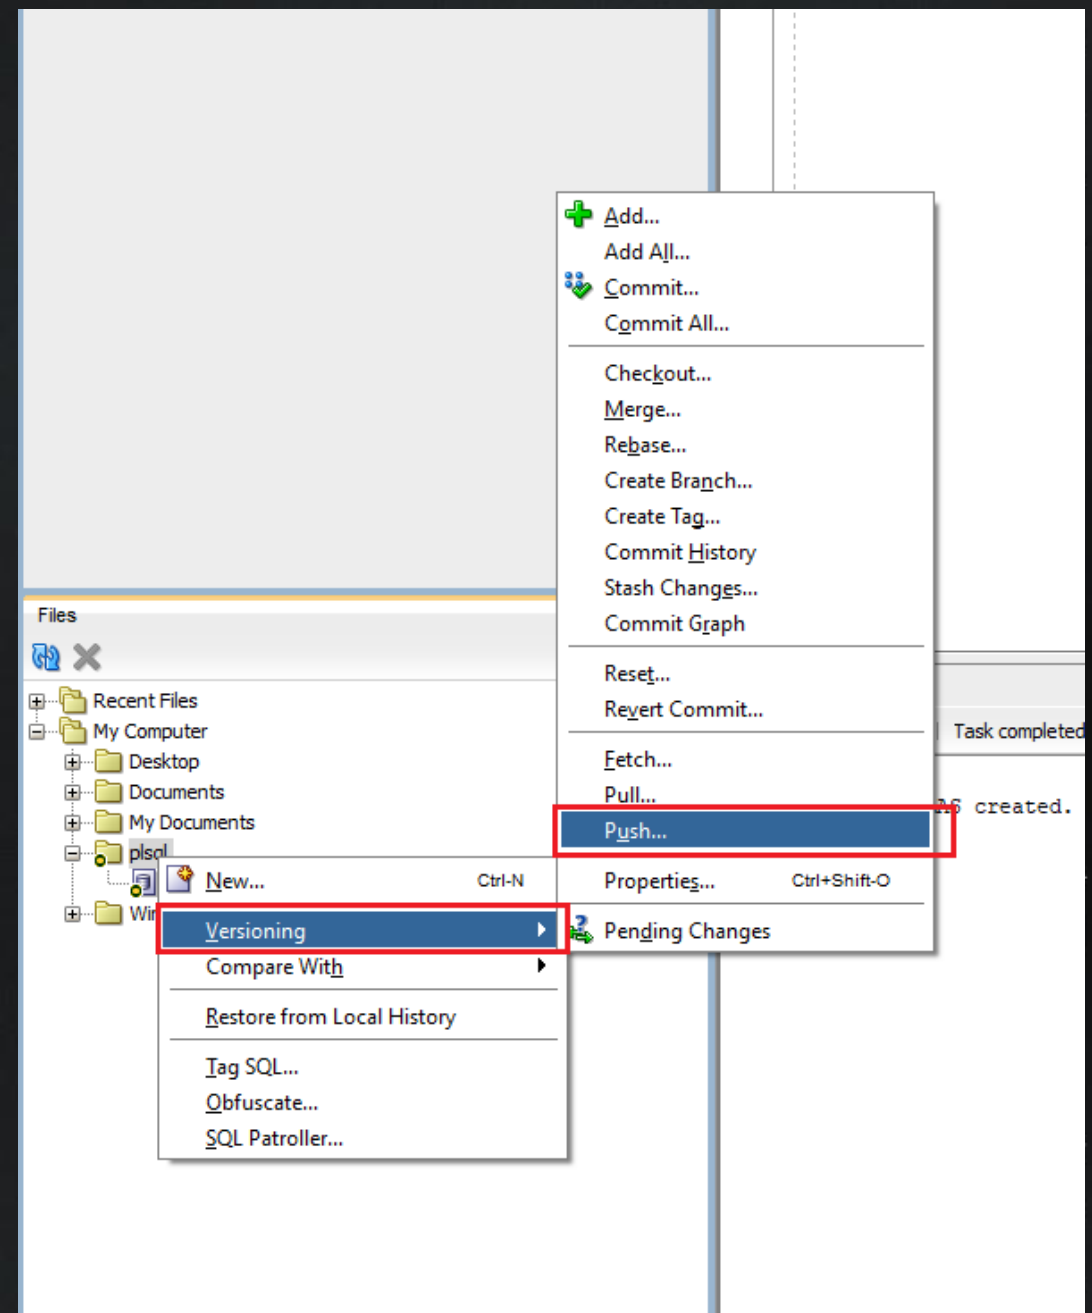 Add...
Add All...
Commit...
Commit All...
Checkout...
Merge...
Rebase...
Create Branch...
Create Tag...
Commit History
Stash Changes...
Commit Graph
Reset...
Revert Commit...
Fetch...
Pull...
Push...
Properties... Ctrl+Shift-O
Pending Changes
Files
Recent Files
My Computer
Desktop
Documents
My Documents
plsql
New... Ctrl-N
Versioning
Compare With
Restore from Local History
Tag SQL...
Obfuscate...
SQL Patroller...
Task completed
created.